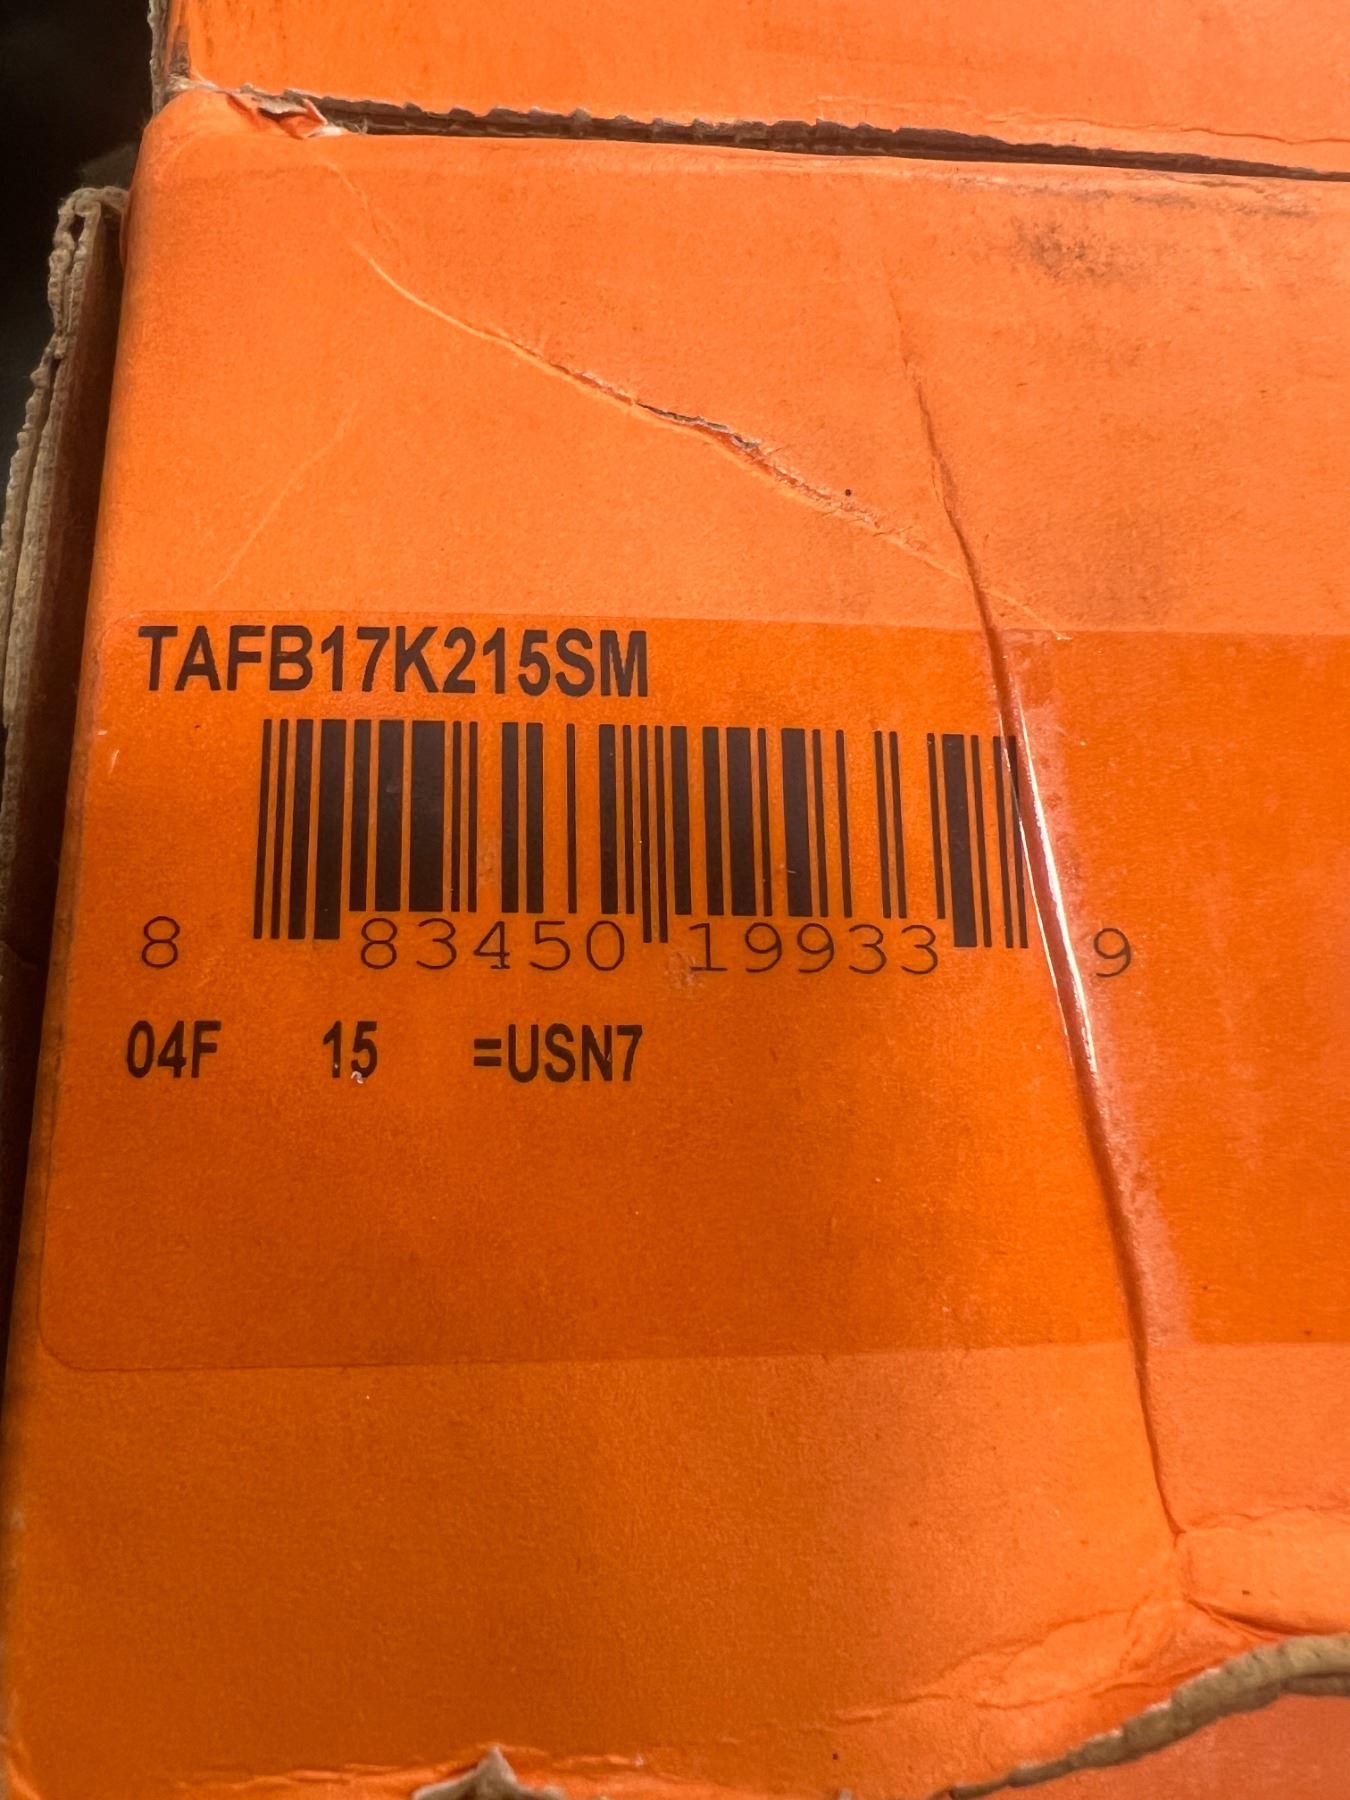 TAFB17K215SM
8 83450 19933 9
04F 15 =USN7